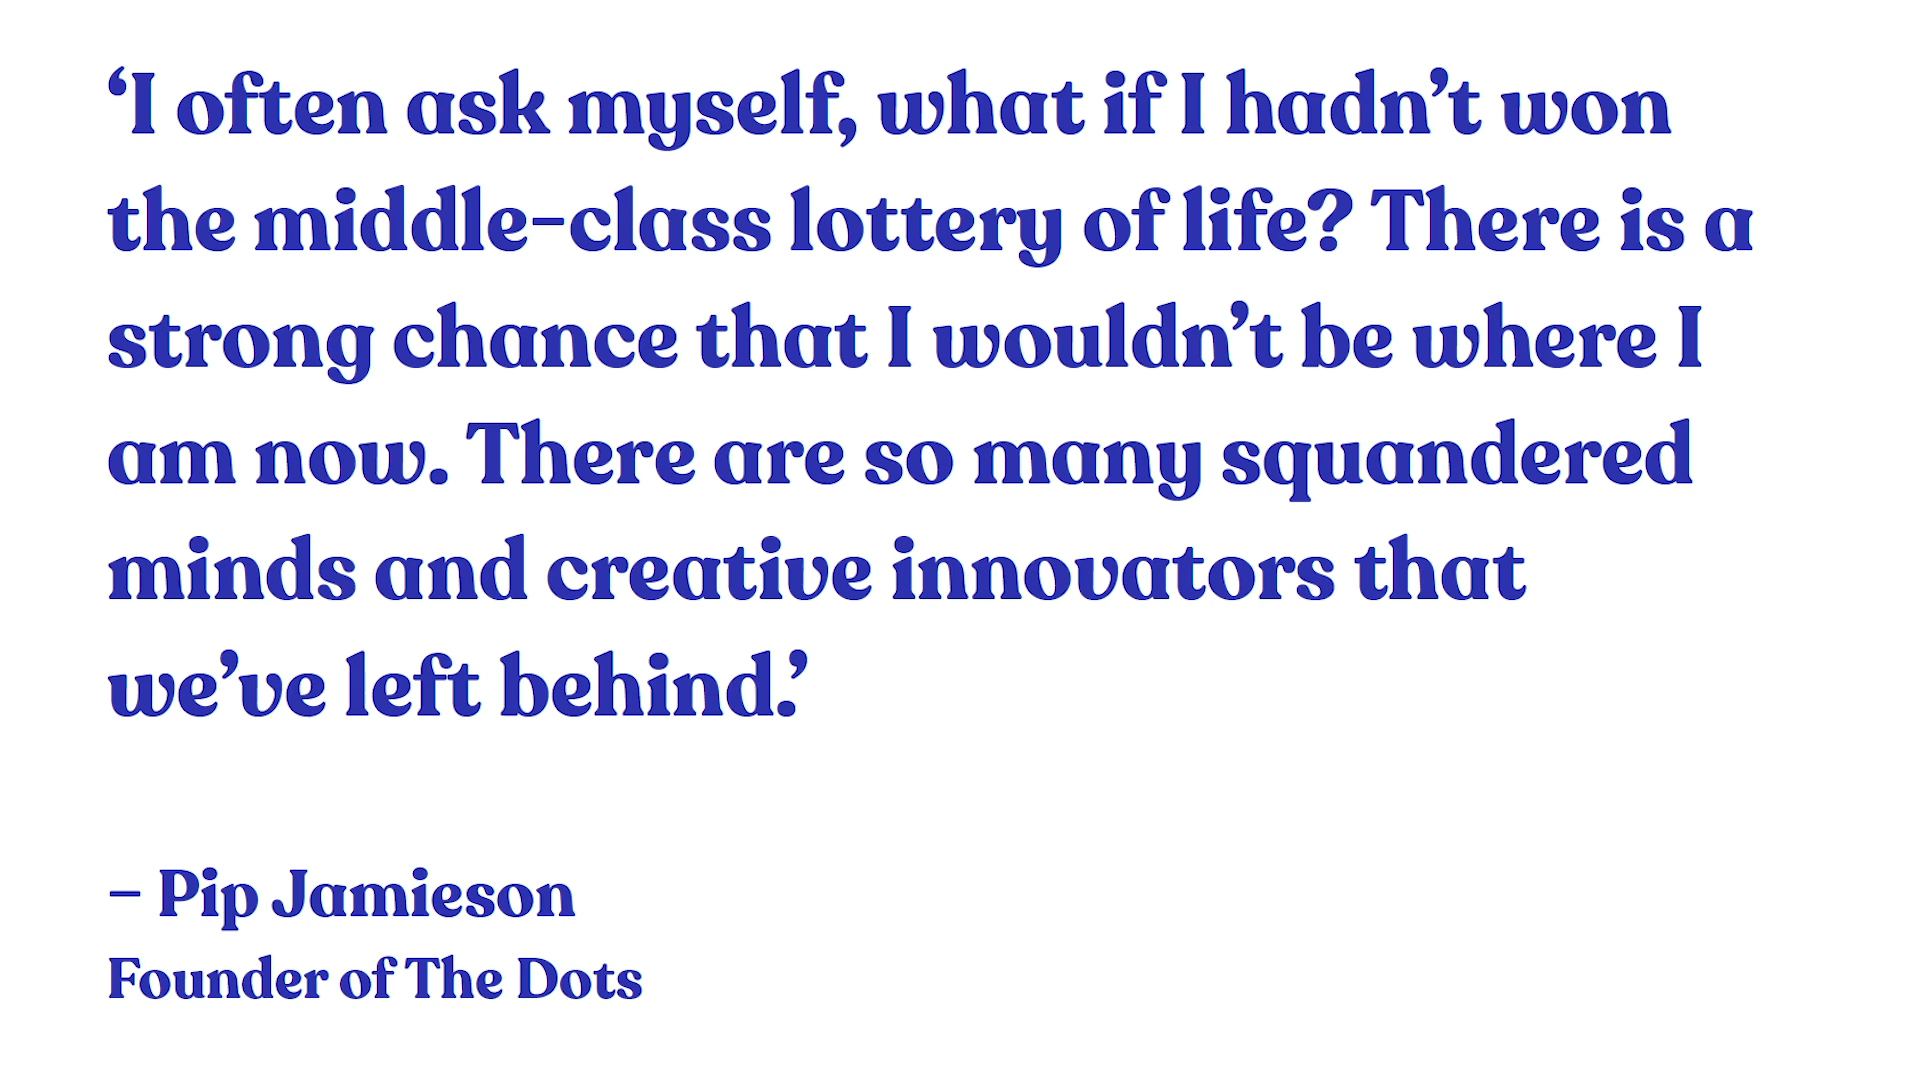 ‘I often ask myself, what if I hadn’t won
the middle-class lottery of life? There is a
strong chance that I wouldn’t be where I
am now. There are so many squandered
minds and creative innovators that
we’ve left behind.’
– Pip Jamieson
Founder of The Dots